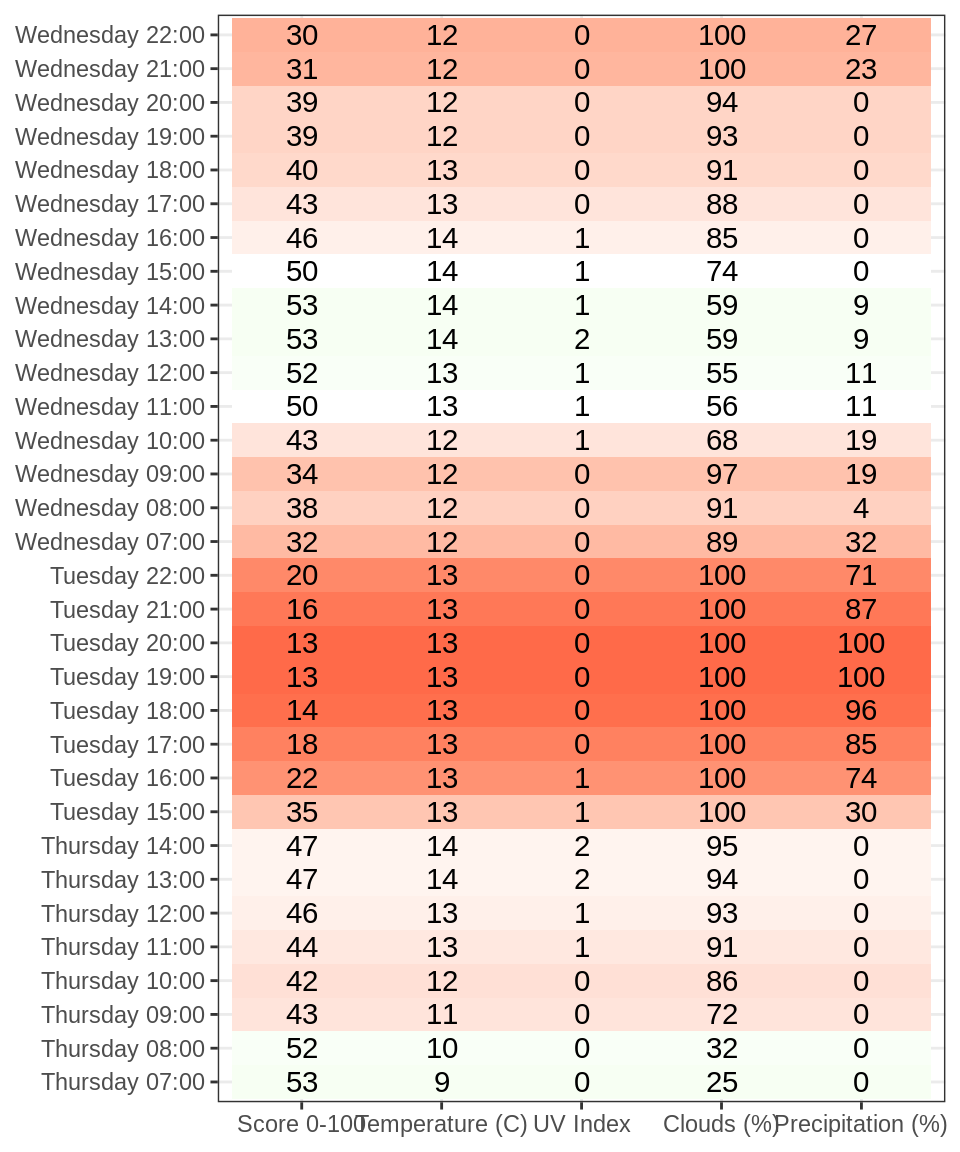 Wednesday 22:00 30 12 0 100 27
Wednesday 21:00 31 12 0 100 23
Wednesday 20:00 39 12 0 94 0
Wednesday 19:00 39 12 0 93 0
Wednesday 18:00 40 13 0 91 0
Wednesday 17:00 43 13 0 88 0
Wednesday 16:00 46 14 1 85 0
Wednesday 15:00 50 14 1 74 0
Wednesday 14:00 53 14 1 59 9
Wednesday 13:00 53 14 2 59 9
Wednesday 12:00 52 13 1 55 11
Wednesday 11:00 50 13 1 56 11
Wednesday 10:00 43 12 1 68 19
Wednesday 09:00 34 12 0 97 19
Wednesday 08:00 38 12 0 91 4
Wednesday 07:00 32 12 0 89 32
Tuesday 22:00 20 13 0 100 71
Tuesday 21:00 16 13 0 100 87
Tuesday 20:00 13 13 0 100 100
Tuesday 19:00 13 13 0 100 100
Tuesday 18:00 14 13 0 100 96
Tuesday 17:00 18 13 0 100 85
Tuesday 16:00 22 13 1 100 74
Tuesday 15:00 35 13 1 100 30
Thursday 14:00 47 14 2 95 0
Thursday 13:00 47 14 2 94 0
Thursday 12:00 46 13 1 93 0
Thursday 11:00 44 13 1 91 0
Thursday 10:00 42 12 0 86 0
Thursday 09:00 43 11 0 72 0
Thursday 08:00 52 10 0 32 0
Thursday 07:00 53 9 0 25 0
Score 0-100 Temperature (C) UV Index Clouds (%) Precipitation (%)